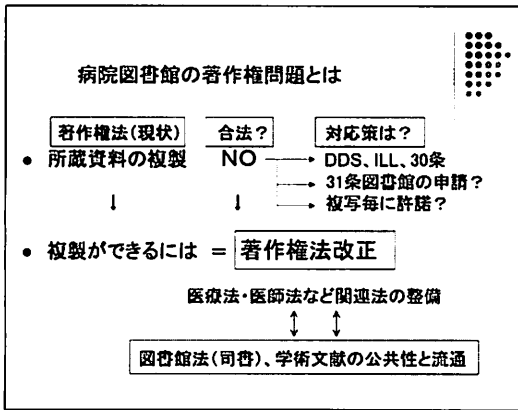 病院図書館の著作権問題とは
著作権法(現状) 合法? 対応策は?
• 所蔵資料の複製 NO → DDS、ILL、30条
→ 31条図書館の申請?
↓ ↓ → 複写毎に許諾?
• 複製ができるには = 著作権法改正
医療法・医師法など関連法の整備
↕ ↕
図書館法(司書)、学術文献の公共性と流通